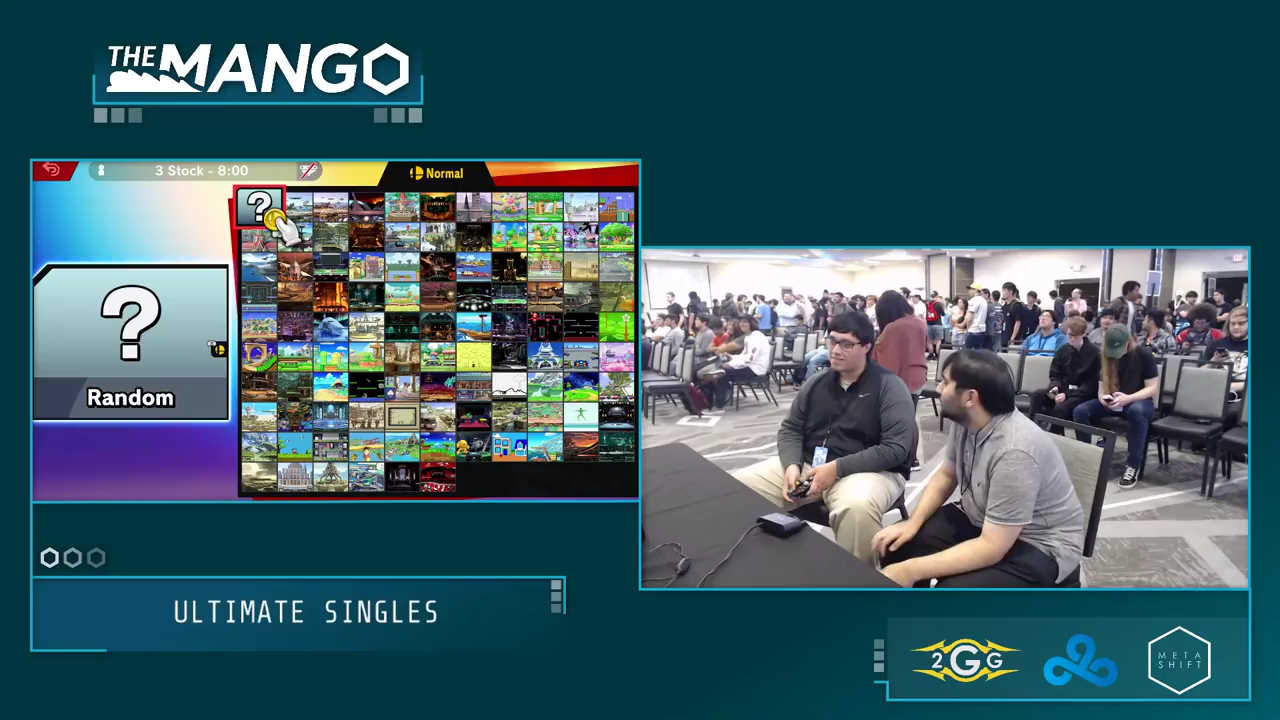 THE MANGO
3 Stock - 8:00
Normal
?
?
Random
ULTIMATE SINGLES
2GG
META
SHIFT